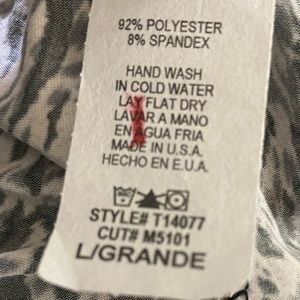 92% POLYESTER
8% SPANDEX
HAND WASH
IN COLD WATER
LAY FLAT DRY
LAVAR A MANO
EN AGUA FRIA
MADE IN U.S.A.
HECHO EN E.U.A.
STYLE# T14077
CUT# M5101
L/GRANDE